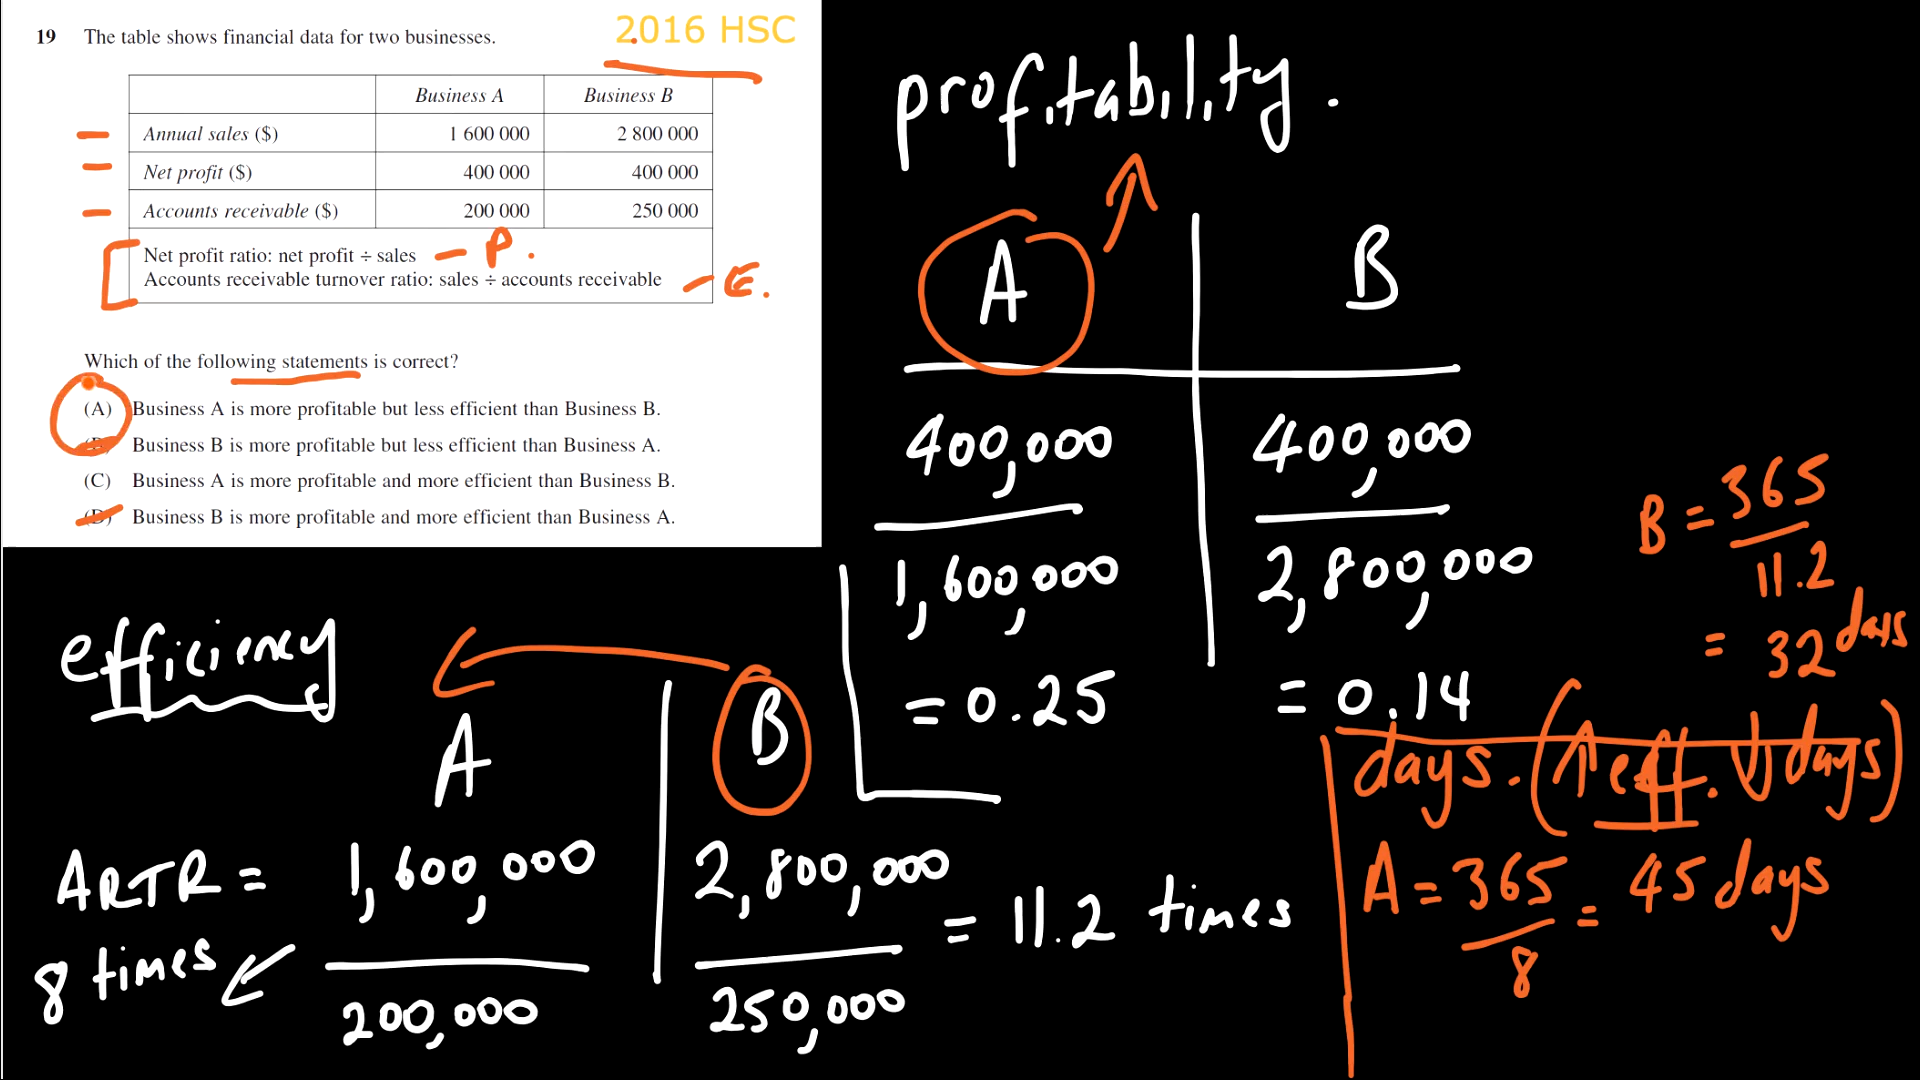 2016 HSC
19 The table shows financial data for two businesses.
Business A Business B
Annual sales ($) 1 600 000 2 800 000
Net profit ($) 400 000 400 000
Accounts receivable ($) 200 000 250 000
Net profit ratio: net profit ÷ sales – P.
Accounts receivable turnover ratio: sales ÷ accounts receivable – E.
Which of the following statements is correct?
(A) Business A is more profitable but less efficient than Business B.
(B) Business B is more profitable but less efficient than Business A.
(C) Business A is more profitable and more efficient than Business B.
(D) Business B is more profitable and more efficient than Business A.
profitability.
A B
400,000 400,000
1,600,000 2,800,000
= 0.25 = 0.14
B = 365
11.2
= 32 days
days. (↑ eff. ↓ days)
A = 365 = 45 days
8
efficiency
A B
ARTR = 1,600,000 2,800,000 = 11.2 times
8 times 200,000 250,000